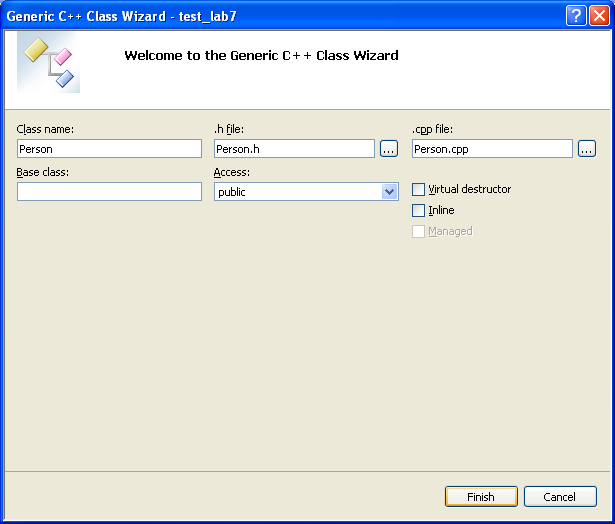 Generic C++ Class Wizard - test_lab7
Welcome to the Generic C++ Class Wizard
Class name: .h file: .cpp file:
Person Person.h ... Person.cpp ...
Base class: Access:
public Virtual destructor
Inline
Managed
Finish Cancel